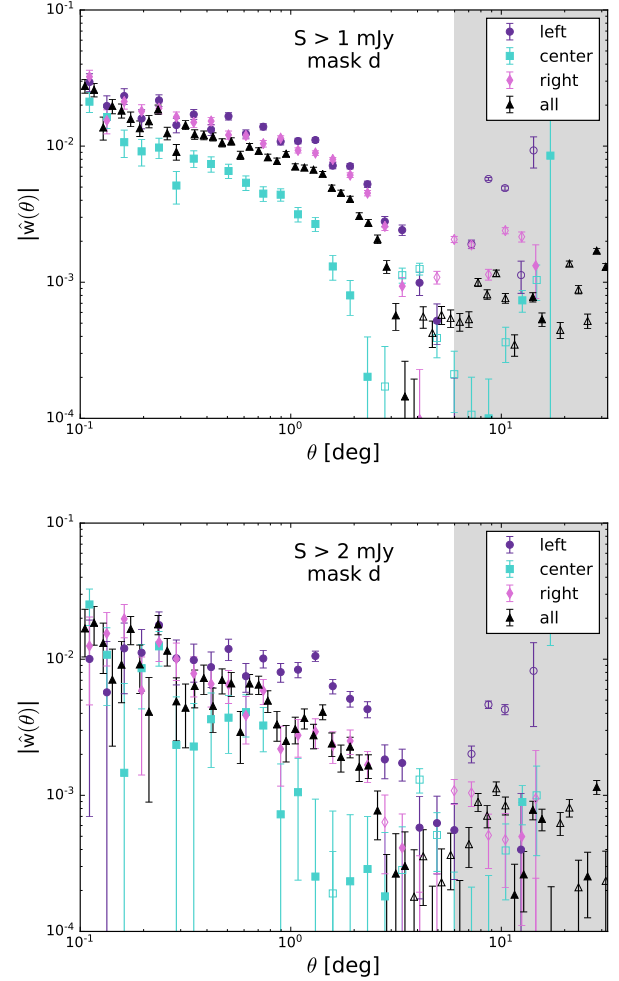 10⁻¹
S > 1 mJy
mask d
left
center
right
all
10⁻²
|ŵ(θ)|
10⁻³
10⁻⁴
10⁻¹ 10⁰ 10¹
θ [deg]
10⁻¹
S > 2 mJy
mask d
left
center
right
all
10⁻²
|ŵ(θ)|
10⁻³
10⁻⁴
10⁻¹ 10⁰ 10¹
θ [deg]